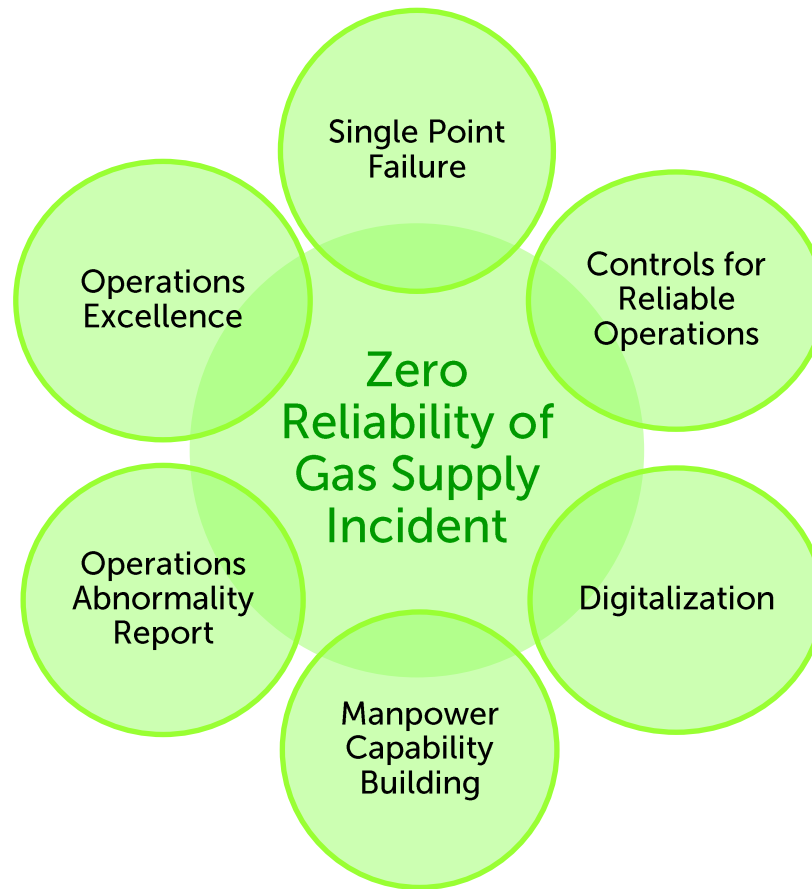 Single Point
Failure
Controls for
Reliable
Operations
Digitalization
Manpower
Capability
Building
Operations
Abnormality
Report
Operations
Excellence
Zero
Reliability of
Gas Supply
Incident